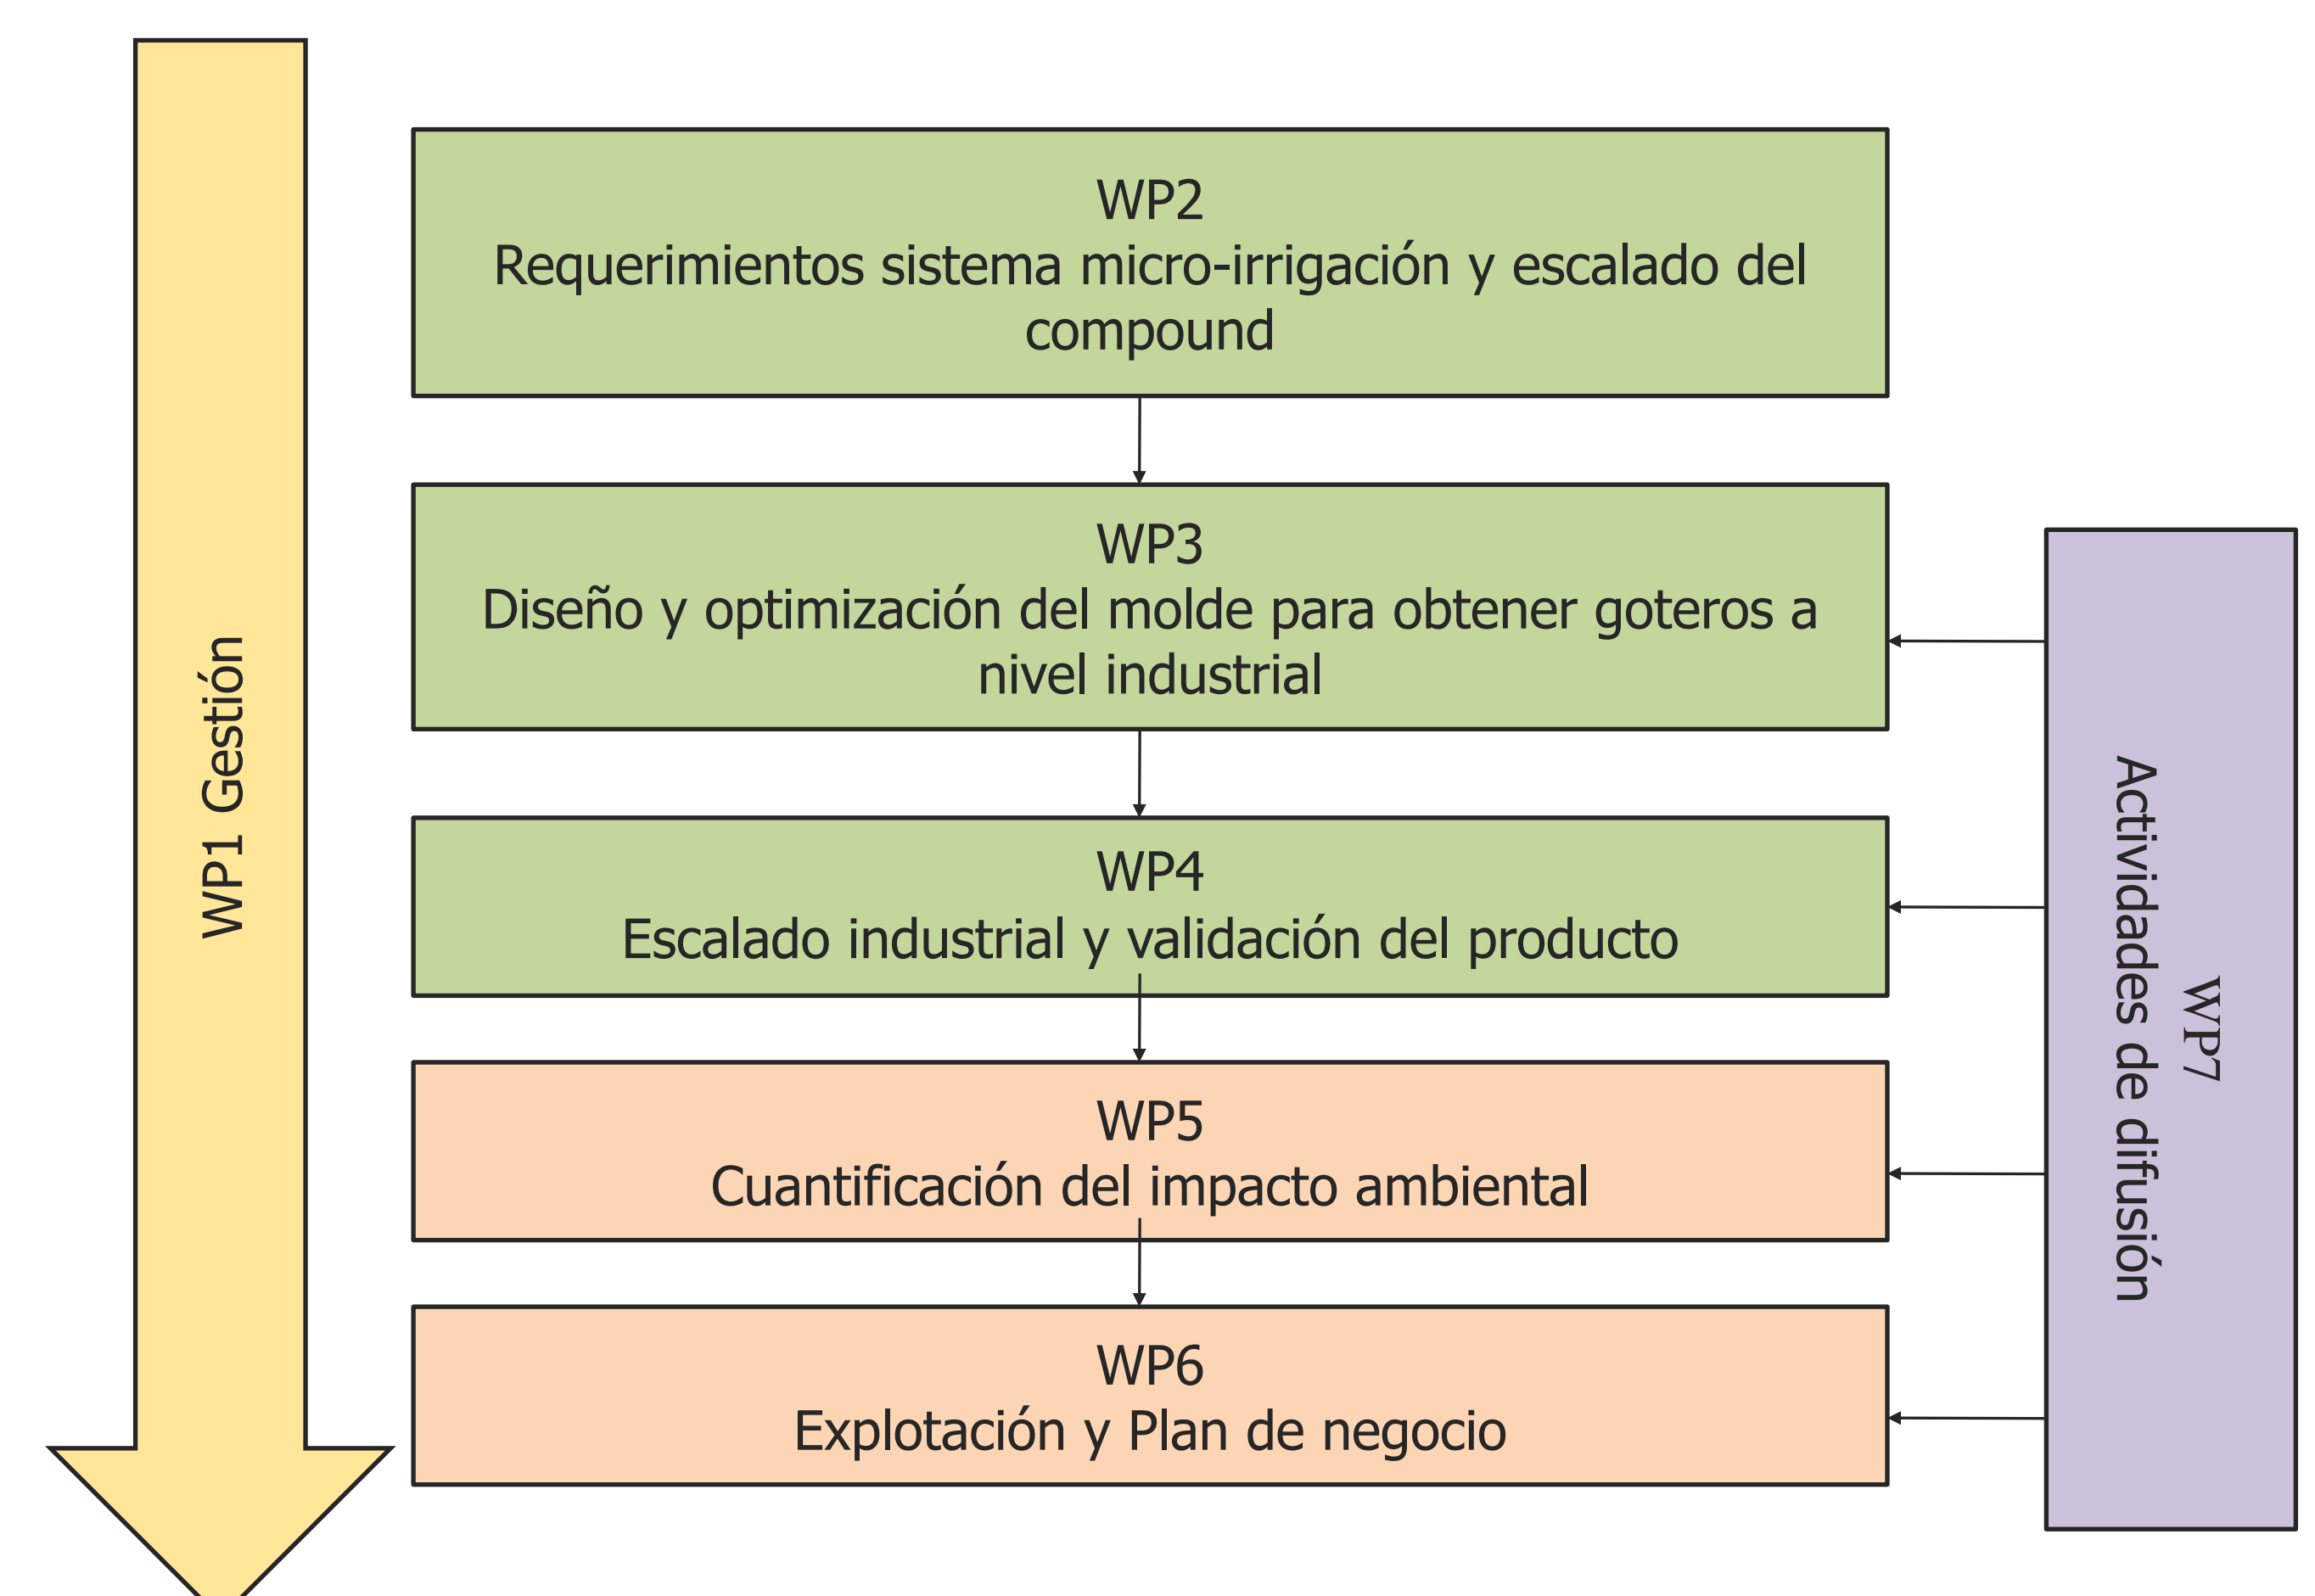 WP1 Gestión
WP2
Requerimientos sistema micro-irrigación y escalado del
compound
WP3
Diseño y optimización del molde para obtener goteros a
nivel industrial
WP4
Escalado industrial y validación del producto
WP5
Cuantificación del impacto ambiental
WP6
Explotación y Plan de negocio
WP7
Actividades de difusión